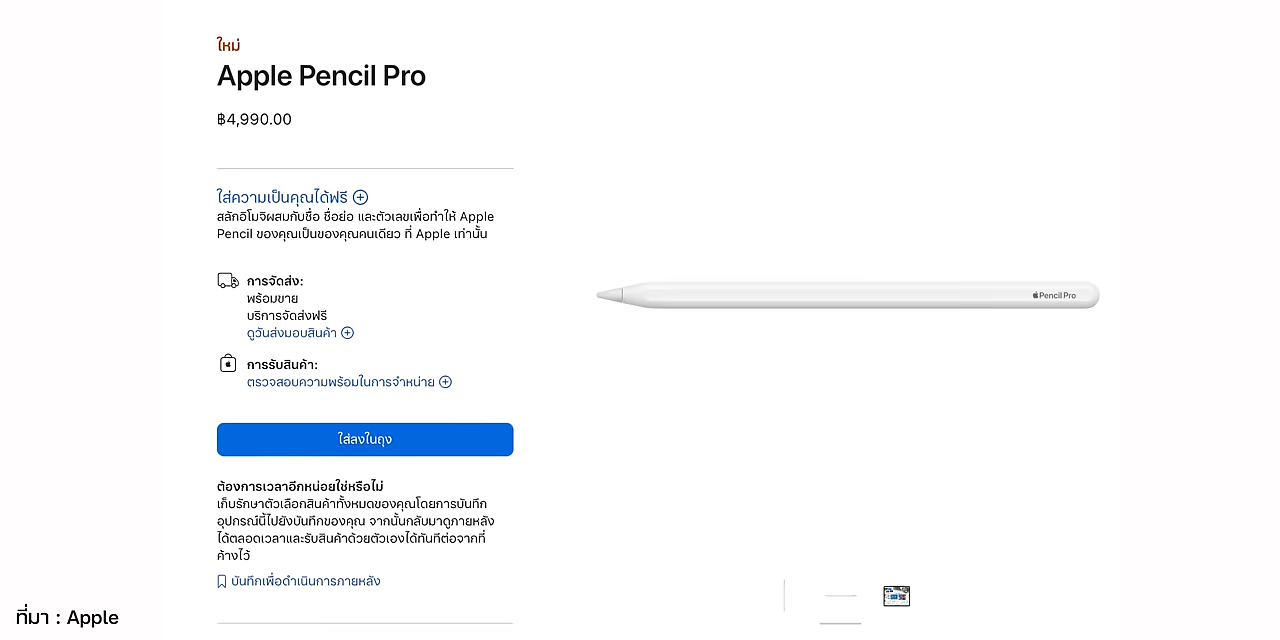 ใหม่
Apple Pencil Pro
฿4,990.00
ใส่ความเป็นคุณได้ฟรี
สลักอิโมจิผสมกับชื่อ ชื่อย่อ และตัวเลขเพื่อทำให้ Apple
Pencil ของคุณเป็นของคุณคนเดียว ที่ Apple เท่านั้น
การจัดส่ง:
พร้อมขาย
บริการจัดส่งฟรี
ดูวันส่งมอบสินค้า
การรับสินค้า:
ตรวจสอบความพร้อมในการจำหน่าย
ใส่ลงในถุง
ต้องการเวลาอีกหน่อยใช่หรือไม่
เก็บรักษาตัวเลือกสินค้าทั้งหมดของคุณโดยการบันทึก
อุปกรณ์นี้ไปยังบันทึกของคุณ จากนั้นกลับมาดูภายหลัง
ได้ตลอดเวลาและรับสินค้าด้วยตัวเองได้ทันทีต่อจากที่
ค้างไว้
บันทึกเพื่อดำเนินการภายหลัง
Pencil Pro
ที่มา : Apple